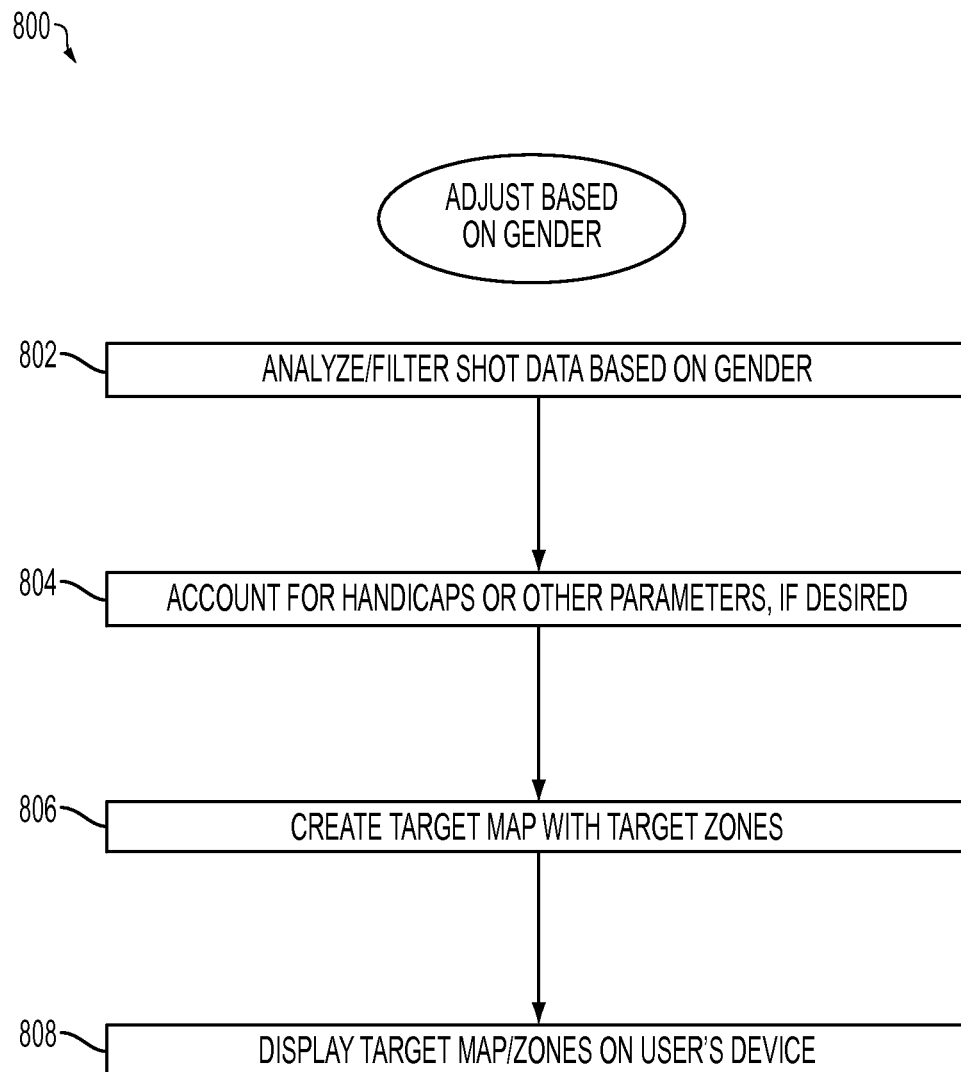 800
ADJUST BASED
ON GENDER
802
ANALYZE/FILTER SHOT DATA BASED ON GENDER
804
ACCOUNT FOR HANDICAPS OR OTHER PARAMETERS, IF DESIRED
806
CREATE TARGET MAP WITH TARGET ZONES
808
DISPLAY TARGET MAP/ZONES ON USER'S DEVICE